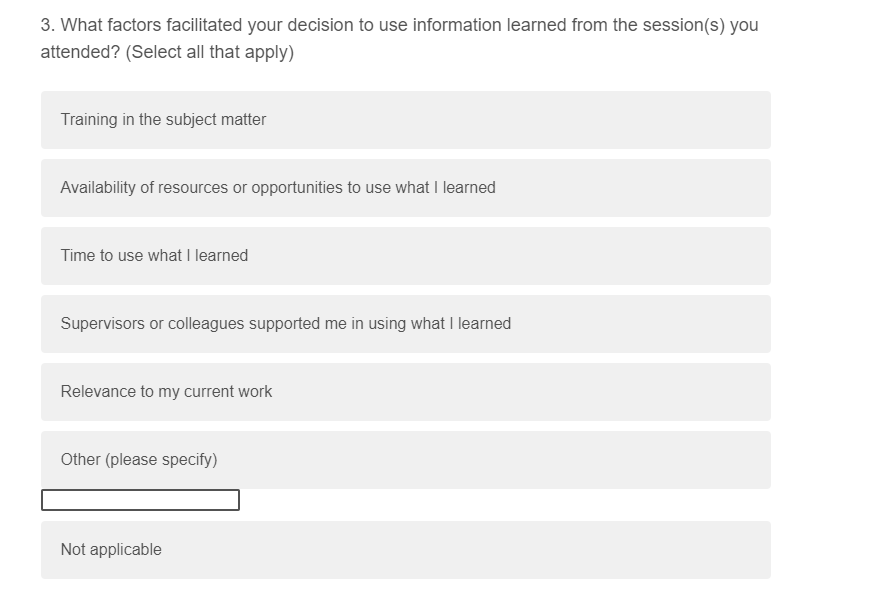 3. What factors facilitated your decision to use information learned from the session(s) you
attended? (Select all that apply)
Training in the subject matter
Availability of resources or opportunities to use what I learned
Time to use what I learned
Supervisors or colleagues supported me in using what I learned
Relevance to my current work
Other (please specify)
Not applicable